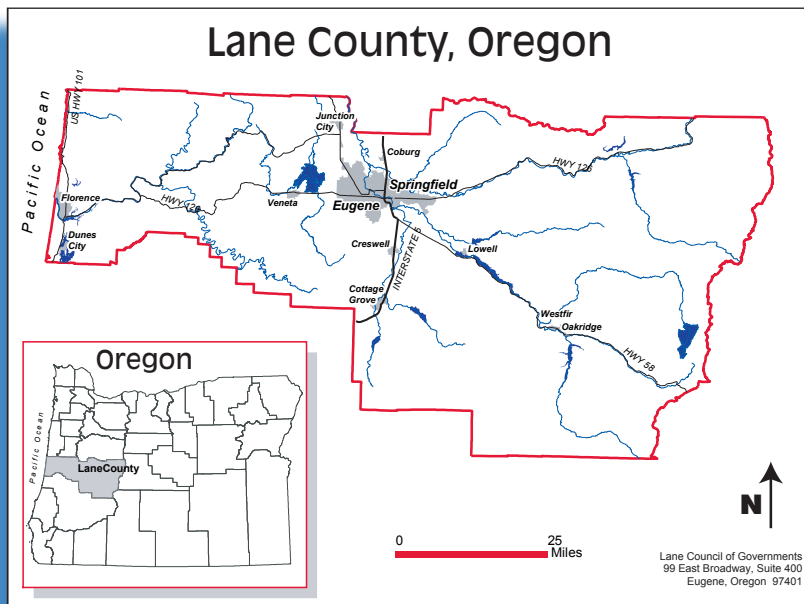 Lane County, Oregon
Pacific Ocean
US HWY 101
Junction
City
Coburg
HWY 126
Springfield
Florence
HWY 126
Veneta
Eugene
Dunes
City
Creswell
INTERSTATE 5
Lowell
Cottage
Grove
Westfir
Oakridge
HWY 58
Oregon
Pacific Ocean
LaneCounty
N
0
25
Miles
Lane Council of Governments
99 East Broadway, Suite 400
Eugene, Oregon 97401